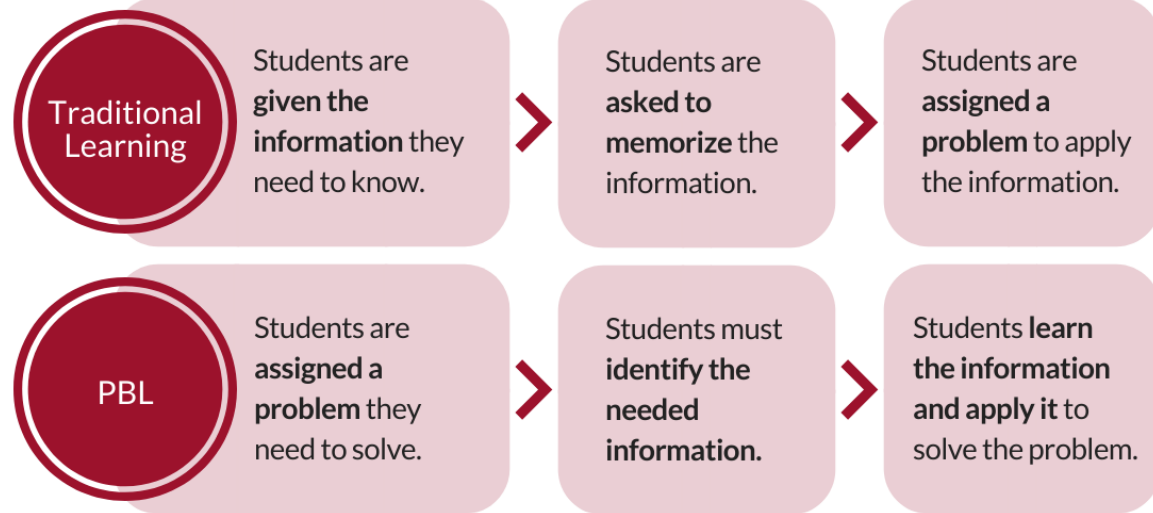 Traditional
Learning
Students are
given the
information they
need to know.
Students are
asked to
memorize the
information.
Students are
assigned a
problem to apply
the information.
PBL
Students are
assigned a
problem they
need to solve.
Students must
identify the
needed
information.
Students learn
the information
and apply it to
solve the problem.